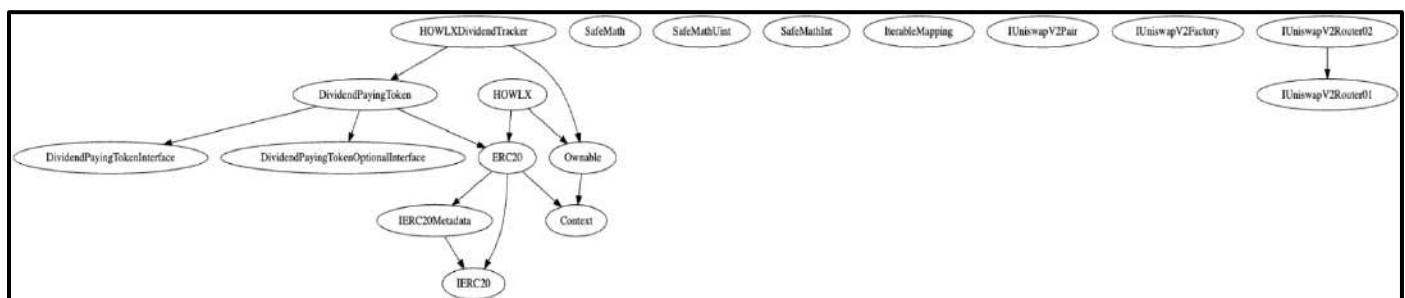 HOWLXDividendTracker SafeMath SafeMathUint SafeMathInt IterableMapping IUniswapV2Pair IUniswapV2Factory IUniswapV2Router02
DividendPayingToken HOWLX IUniswapV2Router01
DividendPayingTokenInterface DividendPayingTokenOptionalInterface ERC20 Ownable
IERC20Metadata Context
IERC20